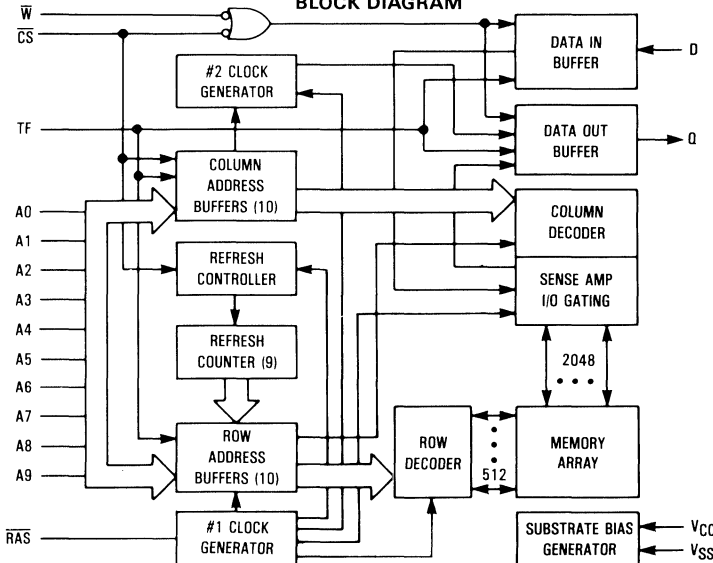 BLOCK DIAGRAM
W̅
C̅S̅
TF
A0
A1
A2
A3
A4
A5
A6
A7
A8
A9
R̅A̅S̅
#2 CLOCK
GENERATOR
COLUMN
ADDRESS
BUFFERS (10)
REFRESH
CONTROLLER
REFRESH
COUNTER (9)
ROW
ADDRESS
BUFFERS (10)
#1 CLOCK
GENERATOR
DATA IN
BUFFER
D
DATA OUT
BUFFER
Q
COLUMN
DECODER
SENSE AMP
I/O GATING
2048
ROW
DECODER
512
MEMORY
ARRAY
SUBSTRATE BIAS
GENERATOR
VCC
VSS